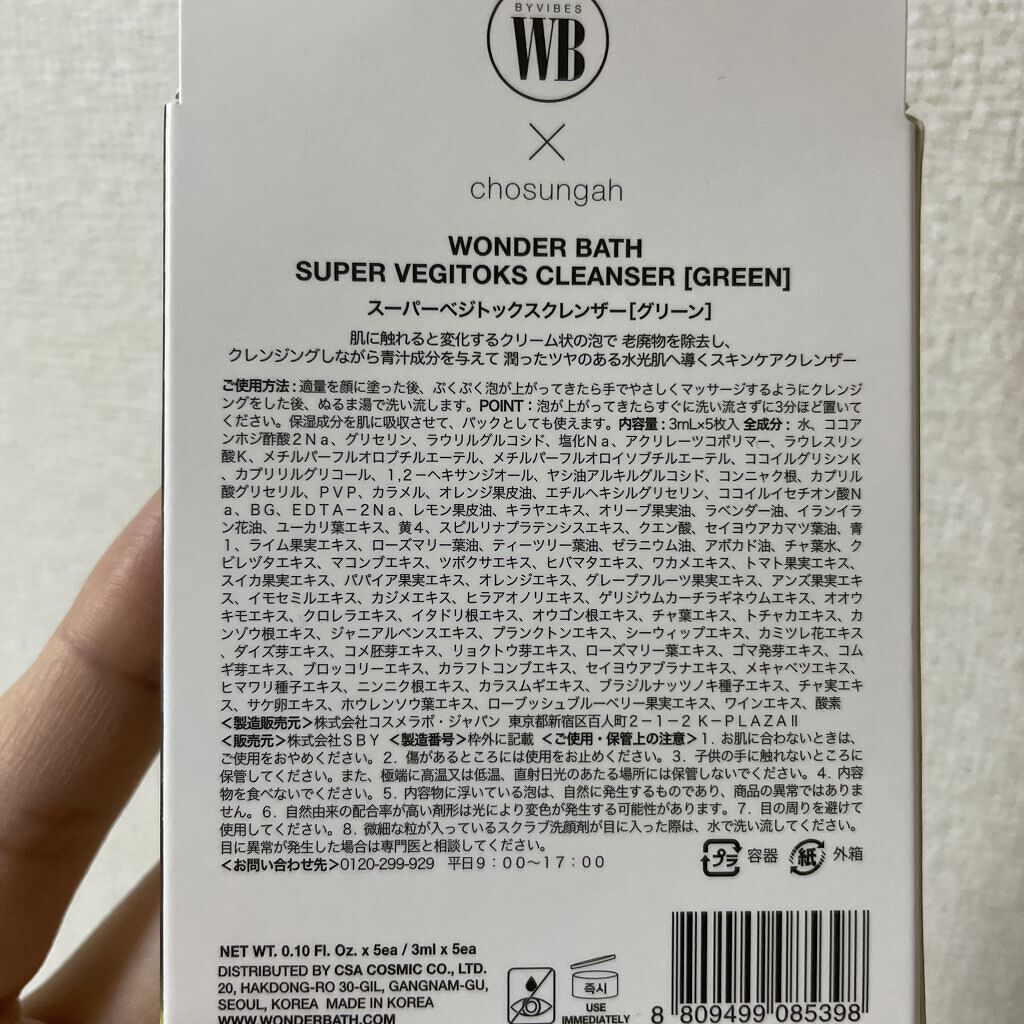 BYVIBES
WB
×
chosungah
WONDER BATH
SUPER VEGITOKS CLEANSER [GREEN]
スーパーベジトックスクレンザー[グリーン]
肌に触れると変化するクリーム状の泡で 老廃物を除去し、
クレンジングしながら青汁成分を与えて 潤ったツヤのある水光肌へ導くスキンケアクレンザー
ご使用方法：適量を顔に塗った後、ぷくぷく泡が上がってきたら手でやさしくマッサージするようにクレンジ
ングをした後、ぬるま湯で洗い流します。POINT：泡が上がってきたらすぐに洗い流さずに3分ほど置いて
ください。保湿成分を肌に吸収させて、パックとしても使えます。内容量：3mL×5枚入 全成分：水、ココア
ンホジ酢酸２Ｎａ、グリセリン、ラウリルグルコシド、塩化Ｎａ、アクリレーツコポリマー、ラウレスリン
酸Ｋ、メチルパーフルオロブチルエーテル、メチルパーフルオロイソブチルエーテル、ココイルグリシンＫ
、カプリリルグリコール、１,２－ヘキサンジオール、ヤシ油アルキルグルコシド、コンニャク根、カプリル
酸グリセリル、ＰＶＰ、カラメル、オレンジ果皮油、エチルヘキシルグリセリン、ココイルイセチオン酸Ｎ
ａ、ＢＧ、ＥＤＴＡ－２Ｎａ、レモン果皮油、キラヤエキス、オリーブ果実油、ラベンダー油、イランイラ
ン花油、ユーカリ葉エキス、黄４、スピルリナプラテンシスエキス、クエン酸、セイヨウアカマツ葉油、青
１、ライム果実エキス、ローズマリー葉油、ティーツリー葉油、ゼラニウム油、アボカド油、チャ葉水、ク
ビレヅタエキス、マコンブエキス、ツボクサエキス、ヒバマタエキス、ワカメエキス、トマト果実エキス、
スイカ果実エキス、パパイア果実エキス、オレンジエキス、グレープフルーツ果実エキス、アンズ果実エキ
ス、イモセミルエキス、カジメエキス、ヒラアオノリエキス、ゲリジウムカーチラギネウムエキス、オオウ
キモエキス、クロレラエキス、イタドリ根エキス、オウゴン根エキス、チャ葉エキス、トチャカエキス、カ
ンゾウ根エキス、ジャニアルベンスエキス、プランクトンエキス、シーウィップエキス、カミツレ花エキス
、ダイズ芽エキス、コメ胚芽エキス、リョクトウ芽エキス、ローズマリー葉エキス、ゴマ発芽エキス、コム
ギ芽エキス、ブロッコリーエキス、カラフトコンブエキス、セイヨウアブラナエキス、メキャベツエキス、
ヒマワリ種子エキス、ニンニク根エキス、カラスムギエキス、ブラジルナッツノキ種子エキス、チャ実エキ
ス、サケ卵エキス、ホウレンソウ葉エキス、ローブッシュブルーベリー果実エキス、ワインエキス、酸素
＜製造販売元＞株式会社コスメラボ・ジャパン 東京都新宿区百人町２－１－２ K－PLAZAⅡ
＜販売元＞株式会社ＳＢＹ ＜製造番号＞枠外に記載 ＜ご使用・保管上の注意＞１．お肌に合わないときは、
ご使用をおやめください。２．傷があるところには使用をお止めください。３．子供の手に触れないところに
保管してください。また、極端に高温又は低温、直射日光のあたる場所には保管しないでください。４．内容
物を食べないでください。５．内容物に浮いている泡は、自然に発生するものであり、商品の異常ではありま
せん。６．自然由来の配合率が高い剤形は光により変色が発生する可能性があります。７．目の周りを避けて
使用してください。８．微細な粒が入っているスクラブ洗顔剤が目に入った際は、水で洗い流してください。
目に異常が発生した場合は専門医と相談してください。
＜お問い合わせ先＞0120-299-929 平日９：００〜１７：００
プラ 容器 紙 外箱
NET WT. 0.10 Fl. Oz. x 5ea / 3ml x 5ea
DISTRIBUTED BY CSA COSMIC CO., LTD.
20, HAKDONG-RO 30-GIL, GANGNAM-GU,
SEOUL, KOREA MADE IN KOREA
WWW.WONDERBATH.COM
즉시
USE
IMMEDIATELY
8 809499 085398